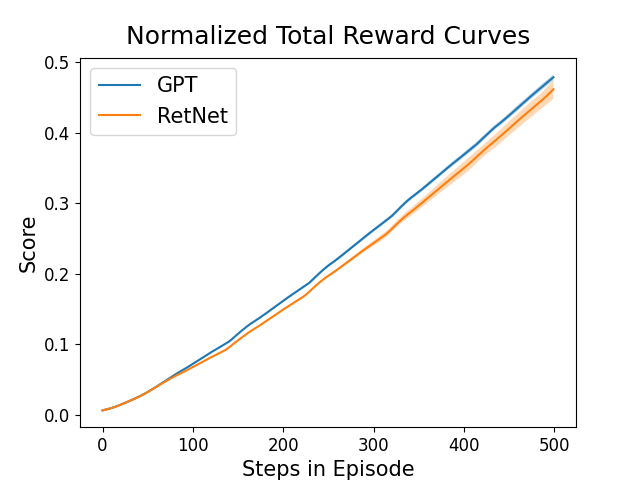 Normalized Total Reward Curves
GPT
RetNet
0.5
0.4
0.3
0.2
0.1
0.0
Score
0 100 200 300 400 500
Steps in Episode